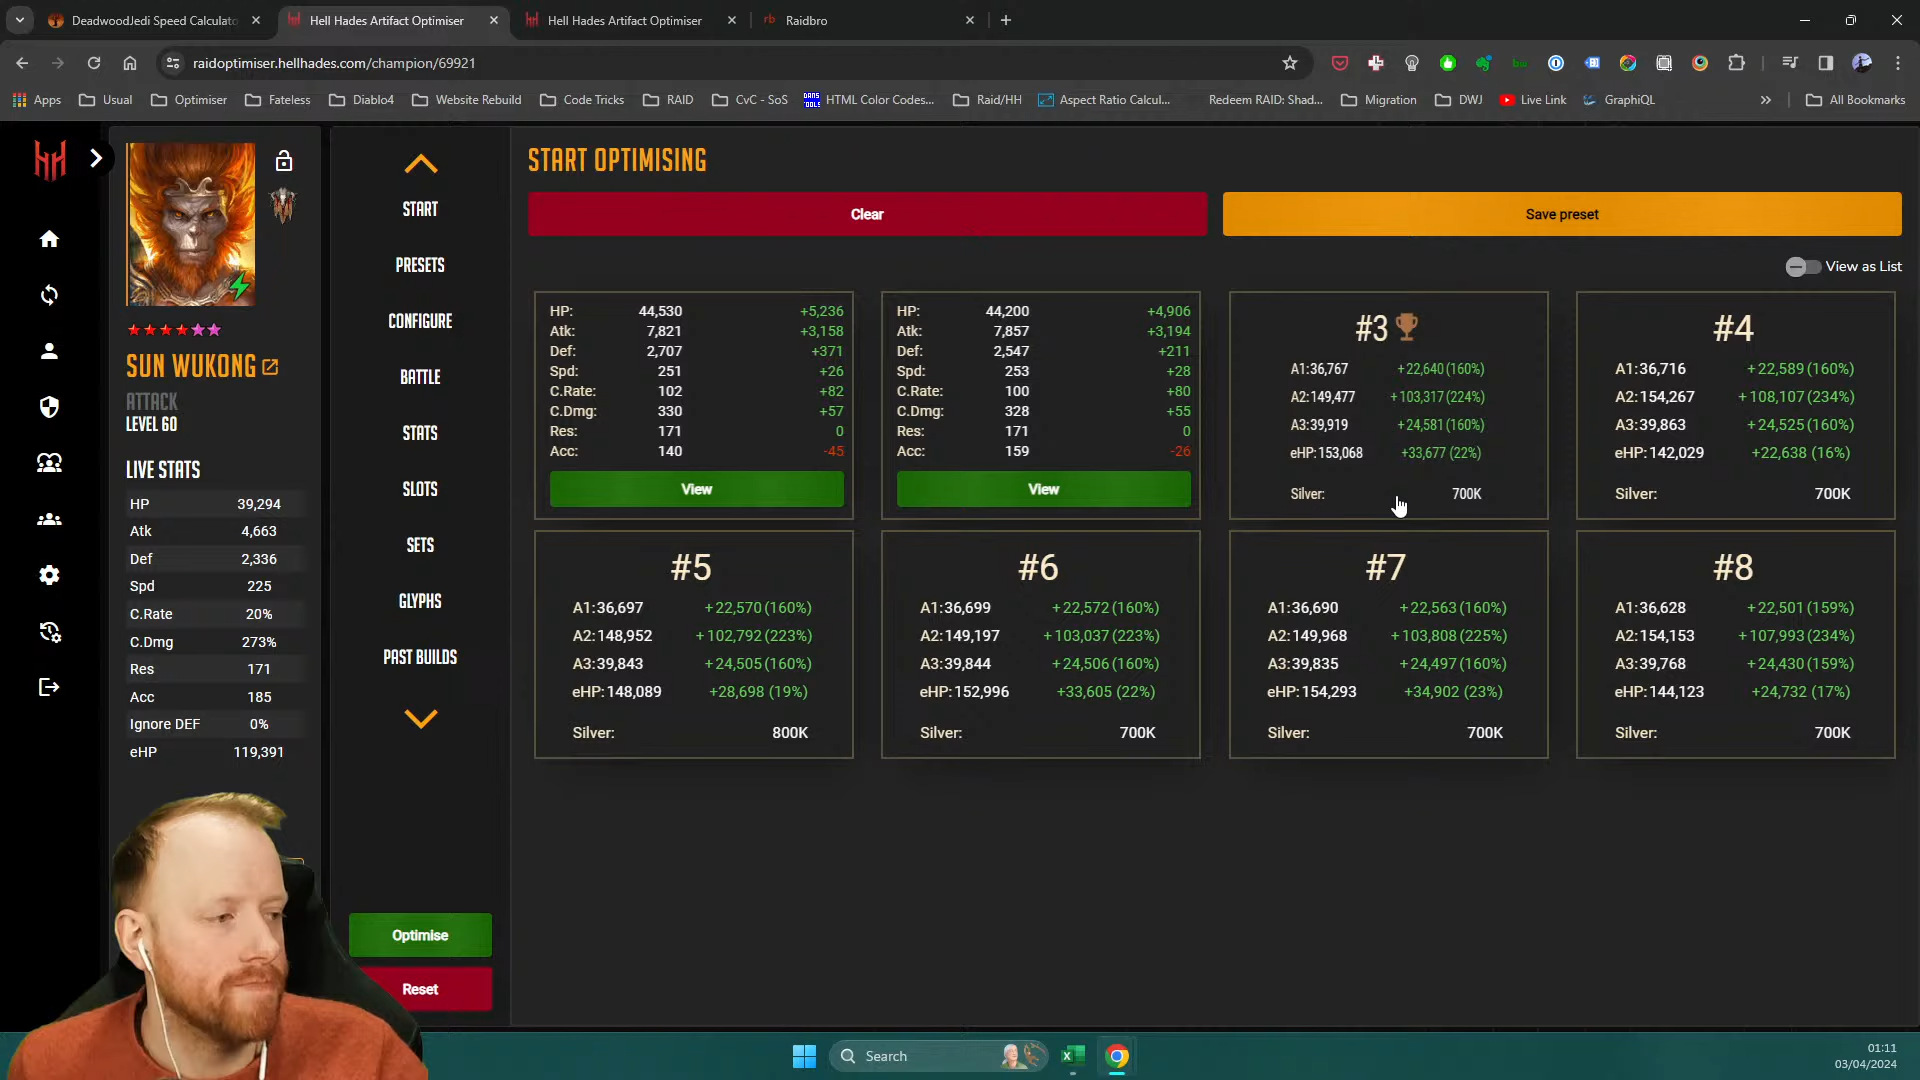 DeadwoodJedi Speed Calculato
Hell Hades Artifact Optimiser
Hell Hades Artifact Optimiser
rb Raidbro
raidoptimiser.hellhades.com/champion/69921
Apps Usual Optimiser Fateless Diablo4 Website Rebuild Code Tricks RAID CvC - SoS HTML Color Codes... Raid/HH Aspect Ratio Calcul... Redeem RAID: Shad... Migration DWJ Live Link GraphiQL » All Bookmarks
SUN WUKONG
ATTACK
LEVEL 60
LIVE STATS
HP 39,294
Atk 4,663
Def 2,336
Spd 225
C.Rate 20%
C.Dmg 273%
Res 171
Acc 185
Ignore DEF 0%
eHP 119,391
START
PRESETS
CONFIGURE
BATTLE
STATS
SLOTS
SETS
GLYPHS
PAST BUILDS
Optimise
Reset
START OPTIMISING
Clear
Save preset
View as List
HP: 44,530 +5,236
Atk: 7,821 +3,158
Def: 2,707 +371
Spd: 251 +26
C.Rate: 102 +82
C.Dmg: 330 +57
Res: 171 0
Acc: 140 -45
View
HP: 44,200 +4,906
Atk: 7,857 +3,194
Def: 2,547 +211
Spd: 253 +28
C.Rate: 100 +80
C.Dmg: 328 +55
Res: 171 0
Acc: 159 -26
View
#3
A1:36,767 +22,640 (160%)
A2:149,477 +103,317 (224%)
A3:39,919 +24,581 (160%)
eHP:153,068 +33,677 (22%)
Silver: 700K
#4
A1:36,716 +22,589 (160%)
A2:154,267 +108,107 (234%)
A3:39,863 +24,525 (160%)
eHP:142,029 +22,638 (16%)
Silver: 700K
#5
A1:36,697 +22,570 (160%)
A2:148,952 +102,792 (223%)
A3:39,843 +24,505 (160%)
eHP:148,089 +28,698 (19%)
Silver: 800K
#6
A1:36,699 +22,572 (160%)
A2:149,197 +103,037 (223%)
A3:39,844 +24,506 (160%)
eHP:152,996 +33,605 (22%)
Silver: 700K
#7
A1:36,690 +22,563 (160%)
A2:149,968 +103,808 (225%)
A3:39,835 +24,497 (160%)
eHP:154,293 +34,902 (23%)
Silver: 700K
#8
A1:36,628 +22,501 (159%)
A2:154,153 +107,993 (234%)
A3:39,768 +24,430 (159%)
eHP:144,123 +24,732 (17%)
Silver: 700K
Search
01:11
03/04/2024